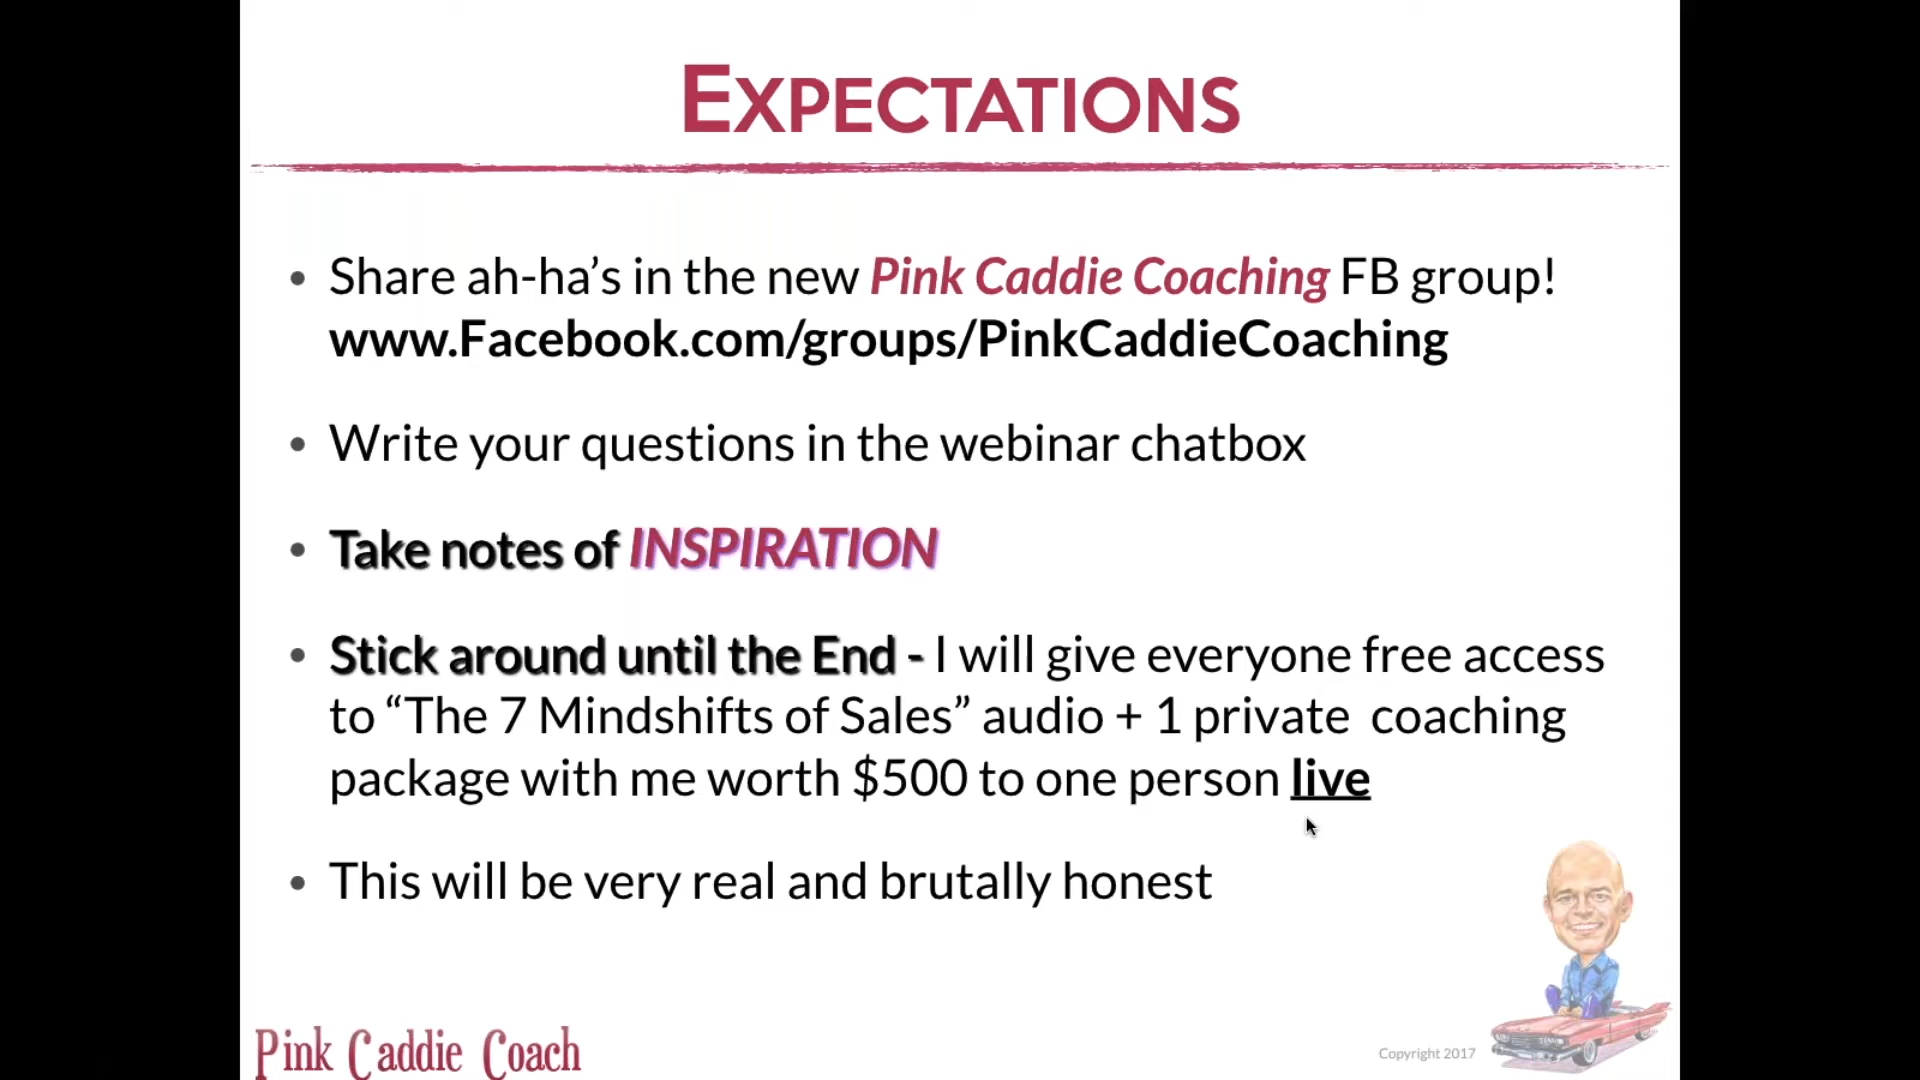 EXPECTATIONS
• Share ah-ha’s in the new Pink Caddie Coaching FB group!
www.Facebook.com/groups/PinkCaddieCoaching
• Write your questions in the webinar chatbox
• Take notes of INSPIRATION
• Stick around until the End - I will give everyone free access
to “The 7 Mindshifts of Sales” audio + 1 private coaching
package with me worth $500 to one person live
• This will be very real and brutally honest
Pink Caddie Coach
Copyright 2017